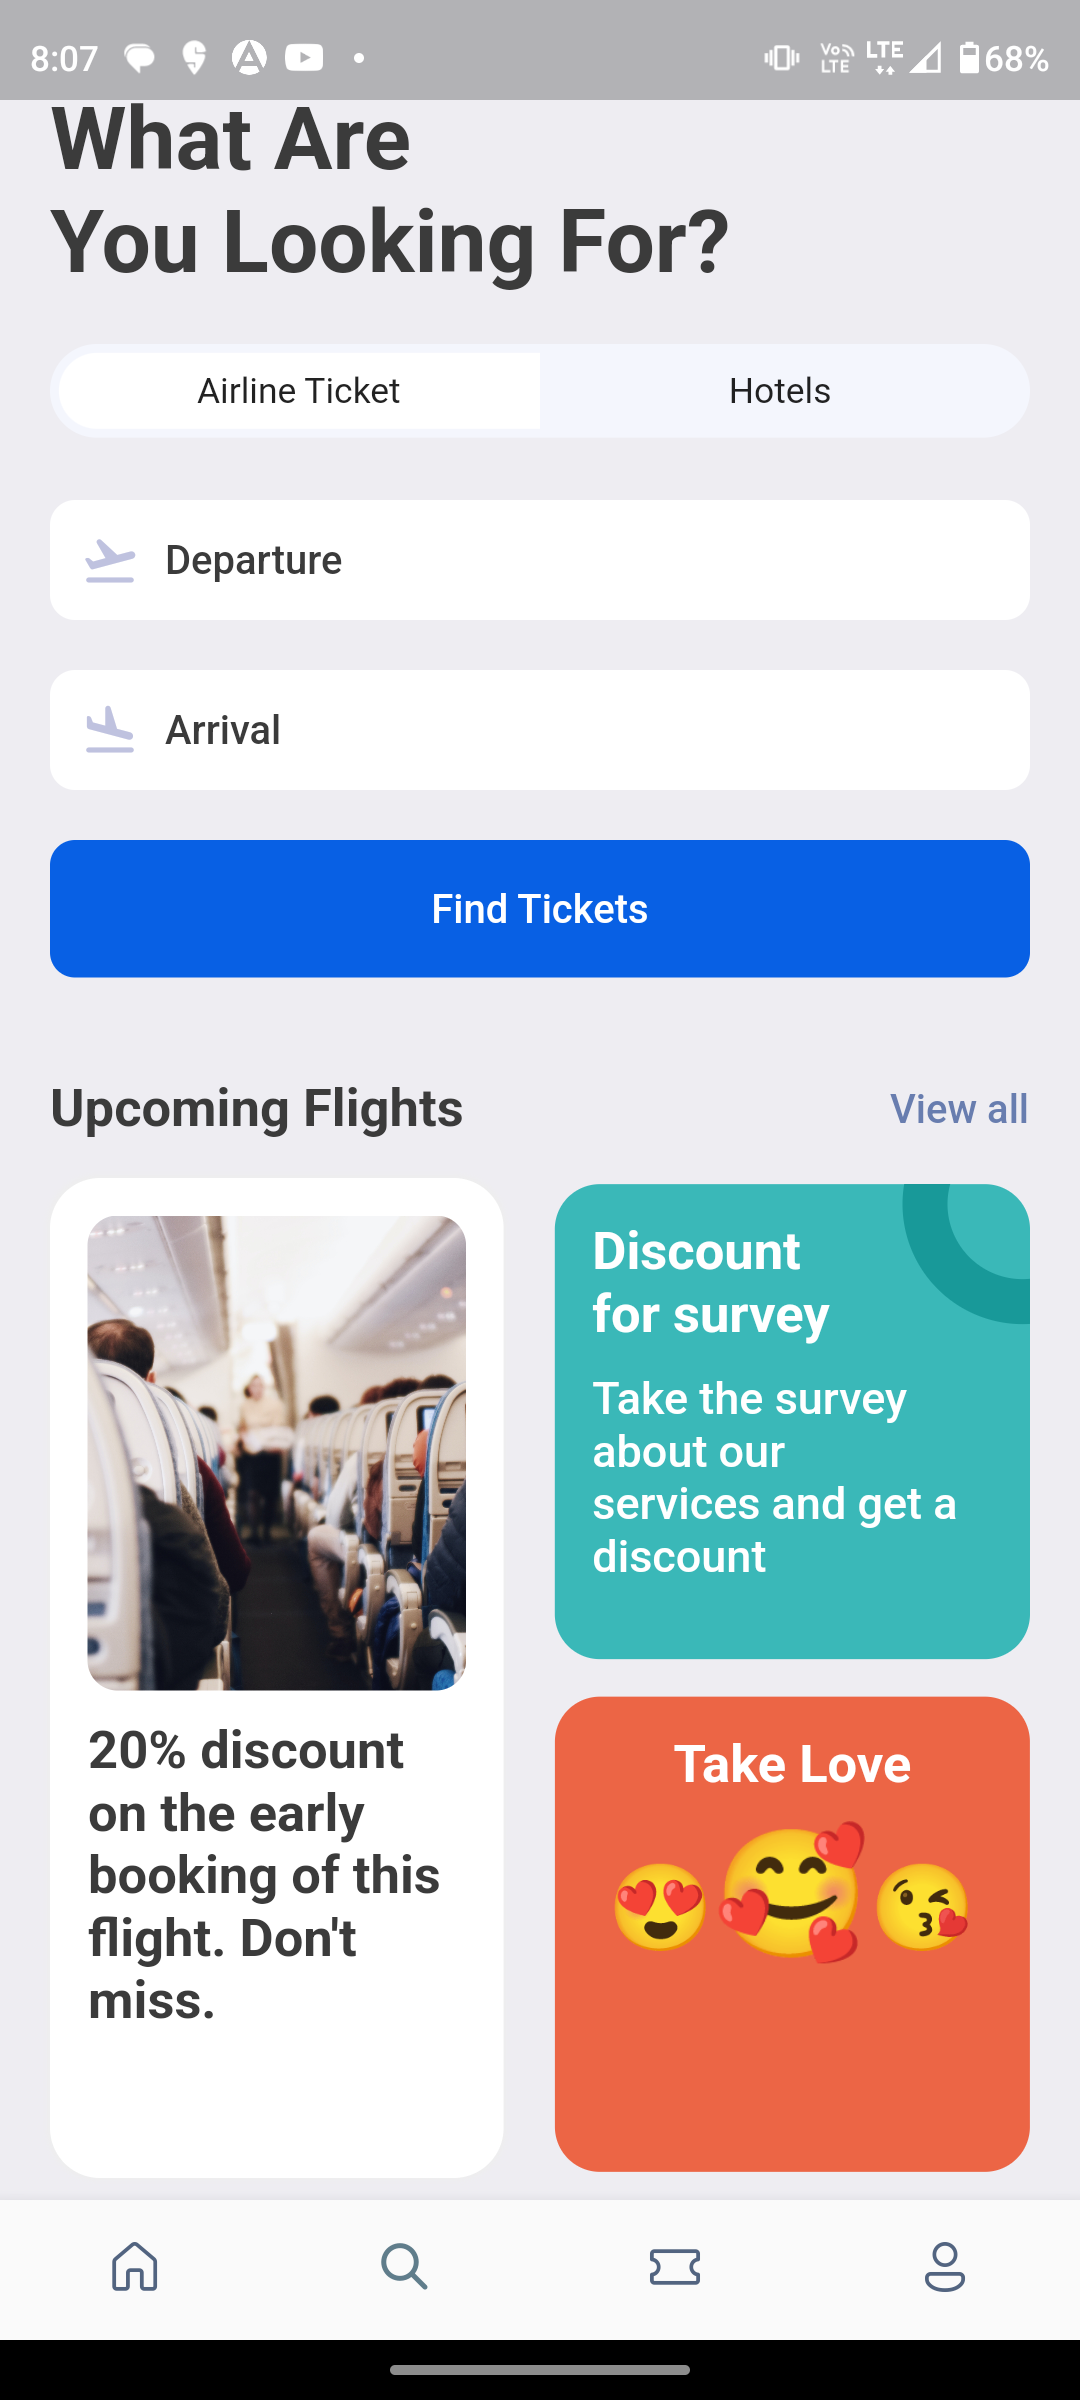 8:07
VoLTE
LTE
68%
What Are
You Looking For?
Airline Ticket
Hotels
Departure
Arrival
Find Tickets
Upcoming Flights
View all
20% discount
on the early
booking of this
flight. Don't
miss.
Discount
for survey
Take the survey
about our
services and get a
discount
Take Love